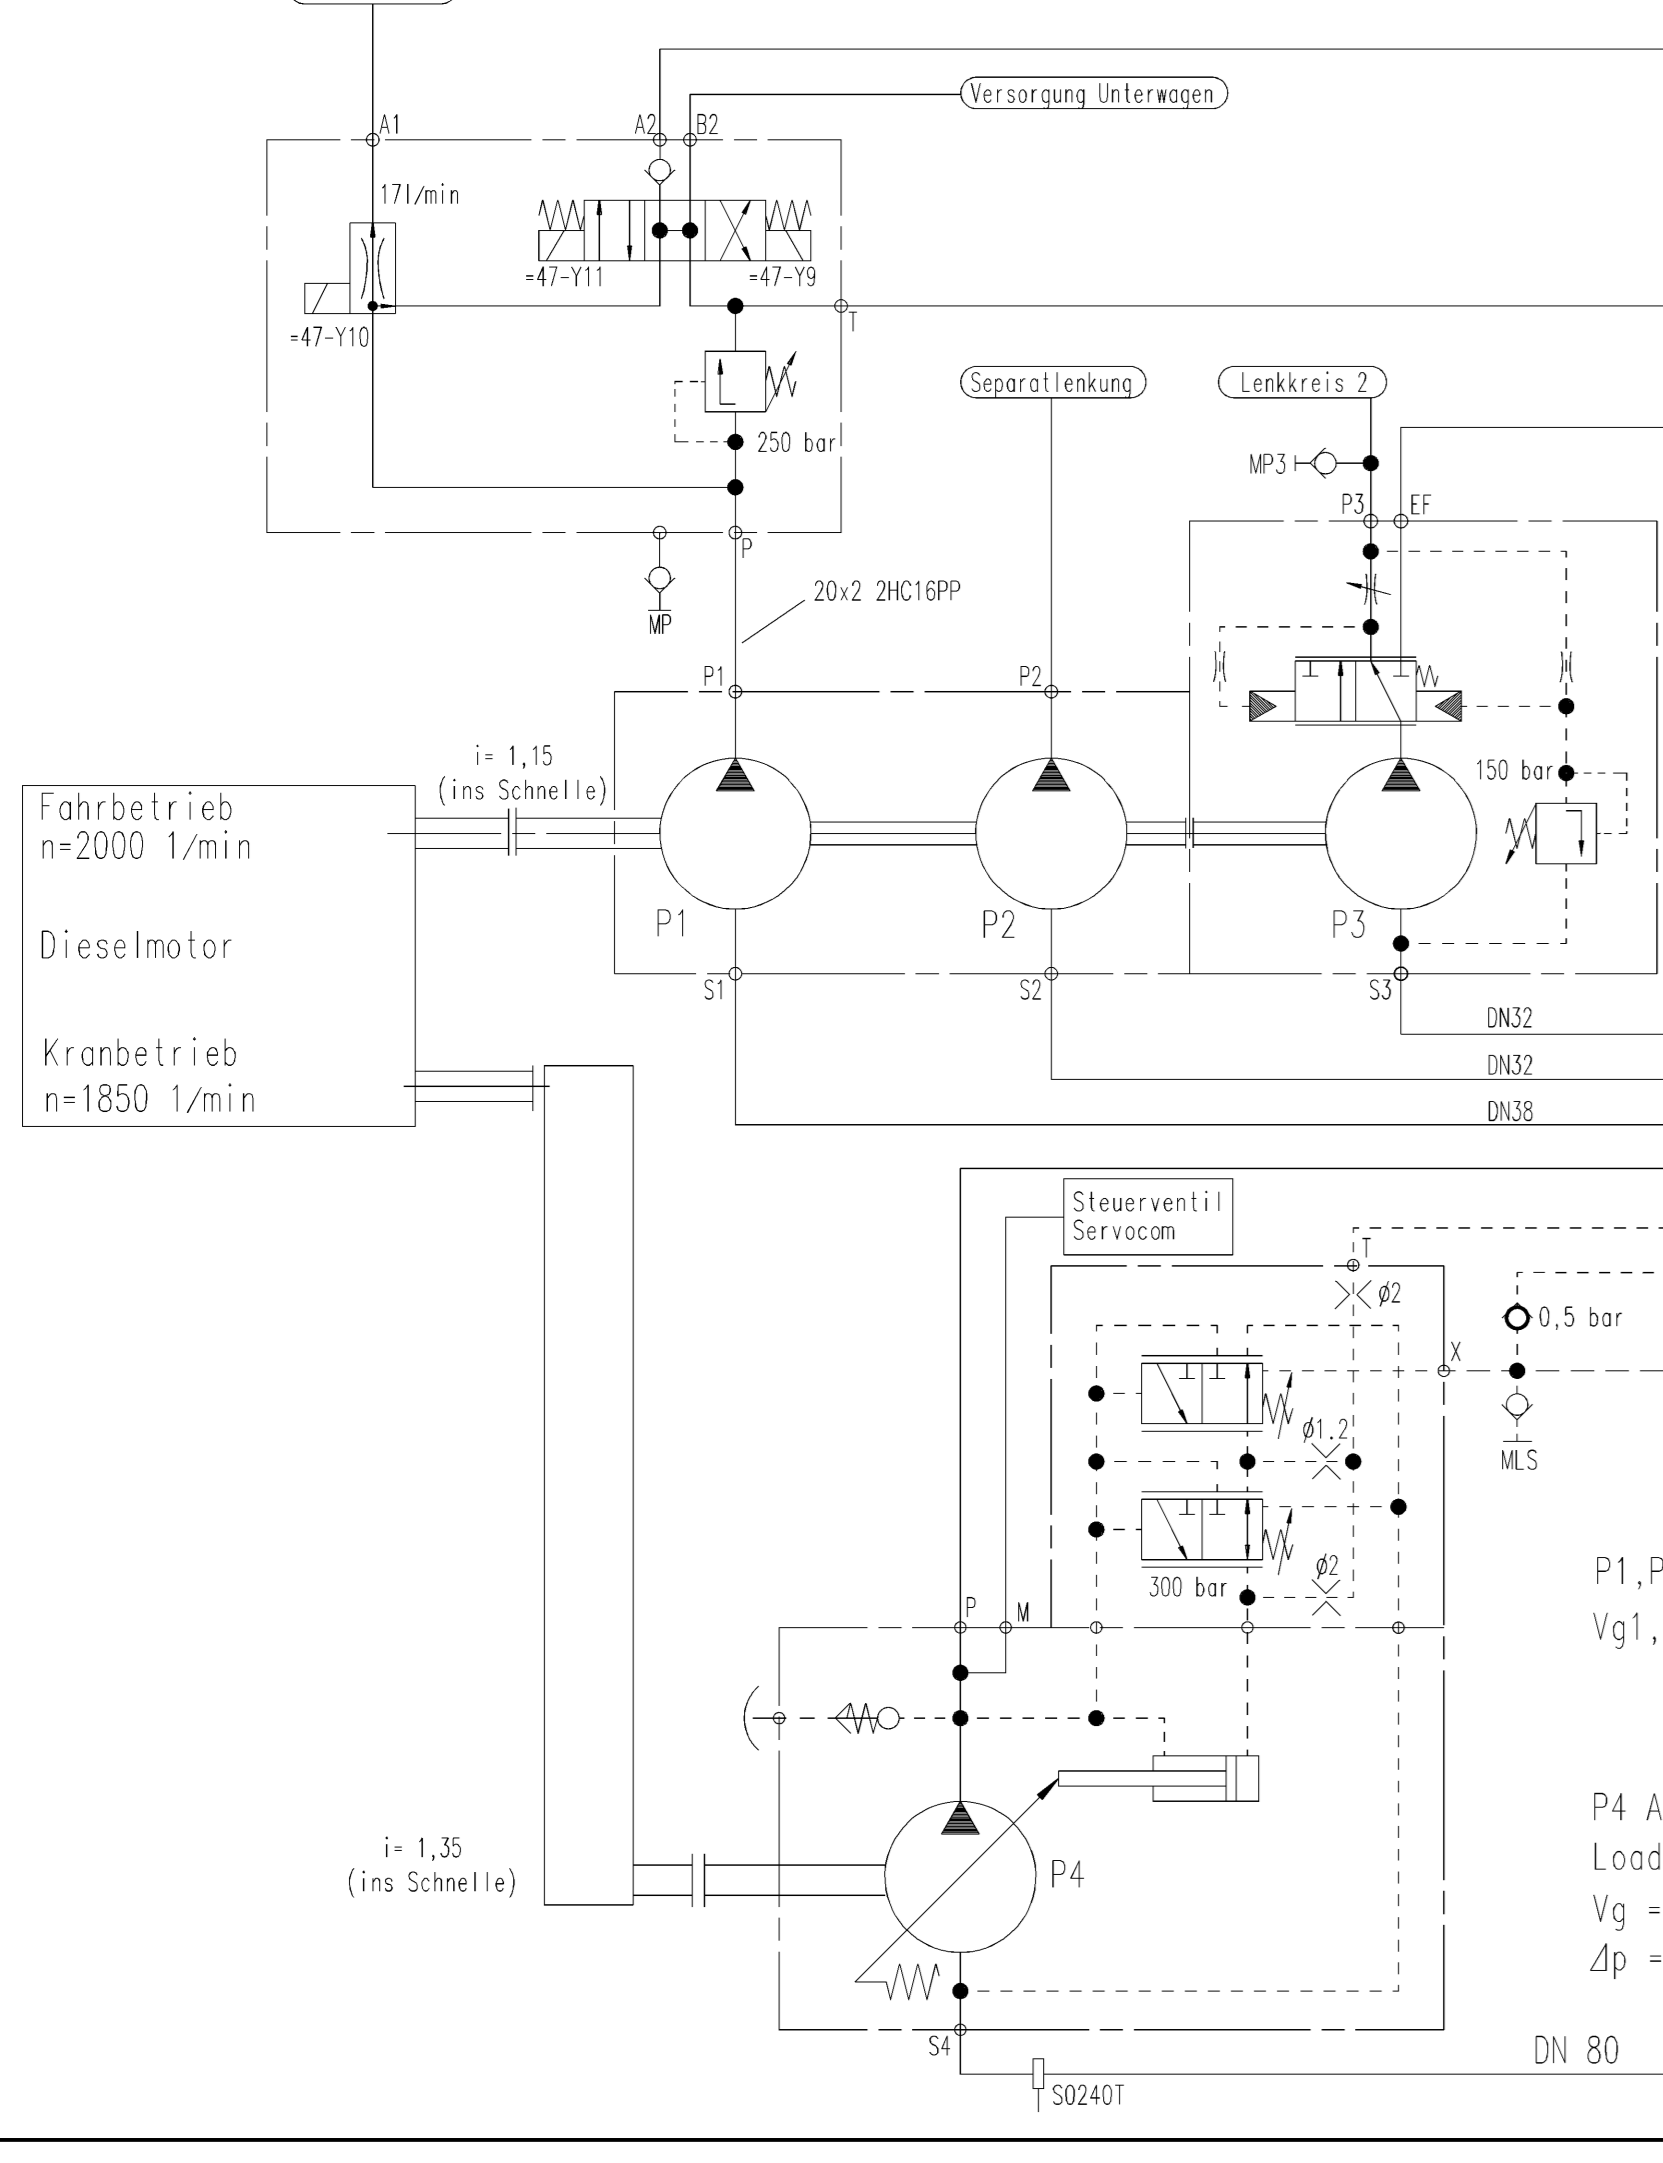 Versorgung Unterwagen
A1
A2
B2
17l/min
=47-Y11
=47-Y9
=47-Y10
T
Separatlenkung
Lenkkreis 2
250 bar
MP3
P3
EF
P
MP
20x2 2HC16PP
P1
P2
i= 1,15
(ins Schnelle)
150 bar
Fahrbetrieb
n=2000 1/min
P1
P2
P3
Dieselmotor
S1
S2
S3
DN32
Kranbetrieb
DN32
n=1850 1/min
DN38
Steuerventil
Servocom
T
ø2
0,5 bar
X
ø1.2
MLS
300 bar
ø2
P1,P
P
M
Vg1,
P4 A
i= 1,35
(ins Schnelle)
P4
Load
Vg =
Δp =
S4
DN 80
S0240T